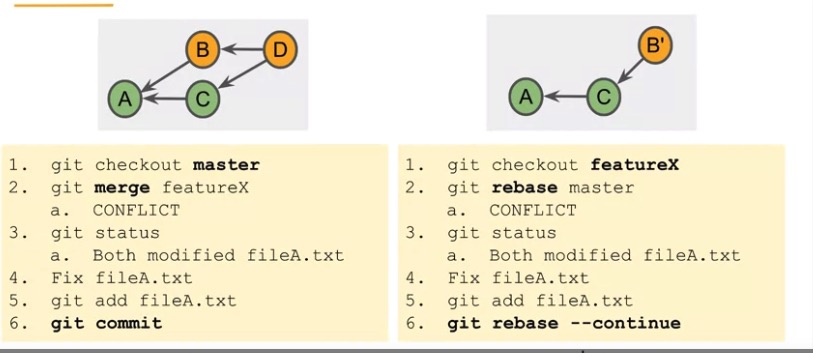 B
D
A
C
1. git checkout master
2. git merge featureX
a. CONFLICT
3. git status
a. Both modified fileA.txt
4. Fix fileA.txt
5. git add fileA.txt
6. git commit
B'
A
C
1. git checkout featureX
2. git rebase master
a. CONFLICT
3. git status
a. Both modified fileA.txt
4. Fix fileA.txt
5. git add fileA.txt
6. git rebase --continue